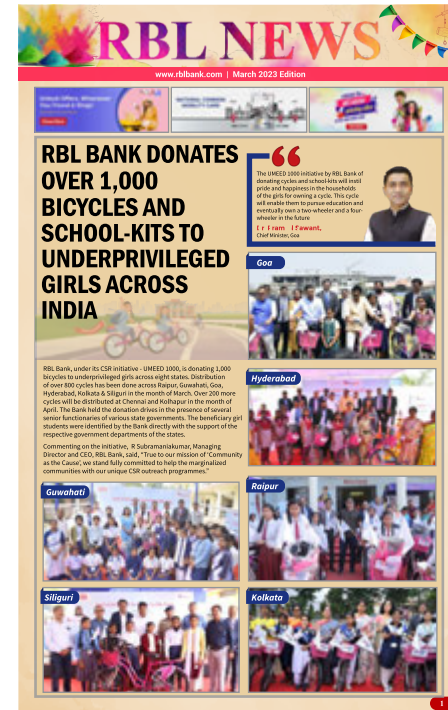 RBL NEWS
www.rblbank.com | March 2023 Edition
NATIONAL COMMON
MOBILITY CARD
RBL BANK DONATES
OVER 1,000
BICYCLES AND
SCHOOL-KITS TO
UNDERPRIVILEGED
GIRLS ACROSS
INDIA
The UMEED 1000 initiative by RBL Bank of
donating cycles and school-kits will instil
pride and happiness in the households
of the girls for owning a cycle. This cycle
will enable them to pursue education and
eventually own a two-wheeler and a four-
wheeler in the future
Chief Minister, Goa
Goa
RBL Bank, under its CSR initiative - UMEED 1000, is donating 1,000
bicycles to underprivileged girls across eight states. Distribution
of over 800 cycles has been done across Raipur, Guwahati, Goa,
Hyderabad, Kolkata & Siliguri in the month of March. Over 200 more
cycles will be distributed at Chennai and Kolhapur in the month of
April. The Bank held the donation drives in the presence of several
senior functionaries of various state governments. The beneficiary girl
students were identified by the Bank directly with the support of the
respective government departments of the states.
Commenting on the initiative, R Subramaniakumar, Managing
Director and CEO, RBL Bank, said, "True to our mission of 'Community
as the Cause', we stand fully committed to help the marginalized
communities with our unique CSR outreach programmes."
Hyderabad
Guwahati
Raipur
Siliguri
Kolkata
1